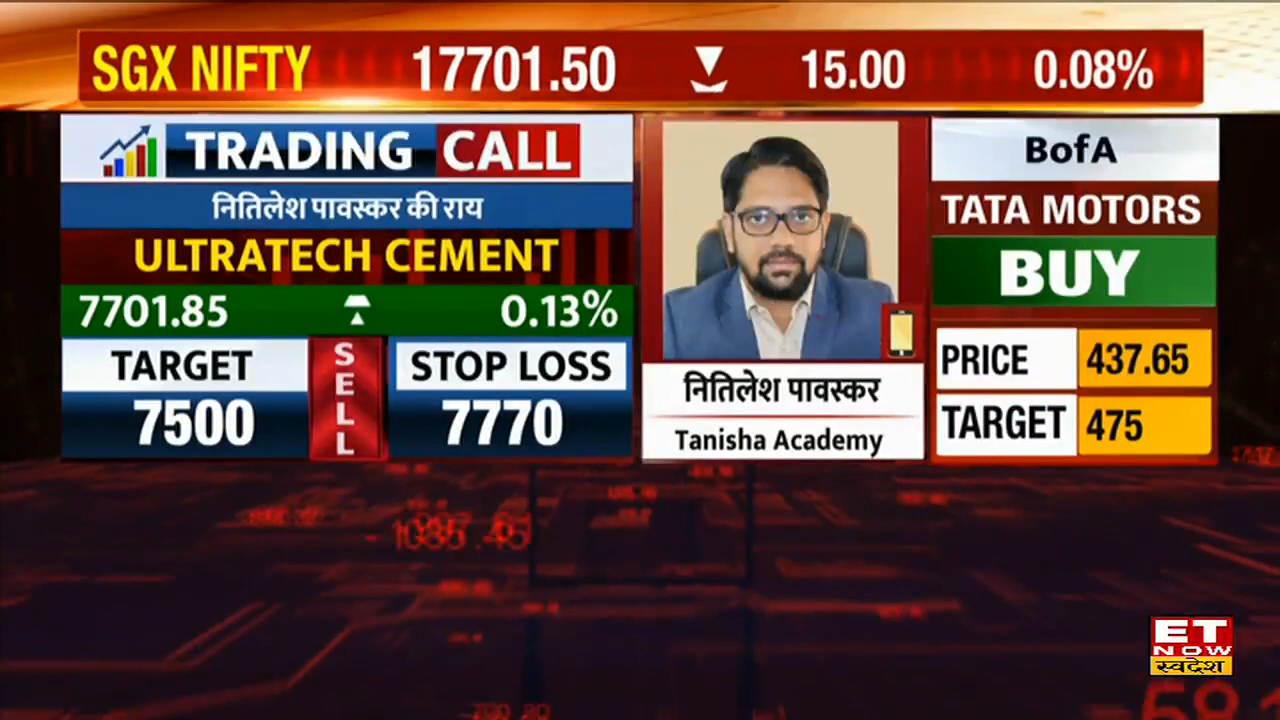 SGX NIFTY 17701.50 15.00 0.08%
TRADING CALL
नितिलेश पावस्कर की राय
ULTRATECH CEMENT
7701.85 0.13%
TARGET SELL STOP LOSS
7500 7770
नितिलेश पावस्कर
Tanisha Academy
BofA
TATA MOTORS
BUY
PRICE 437.65
TARGET 475
ET
NOW
स्वदेश